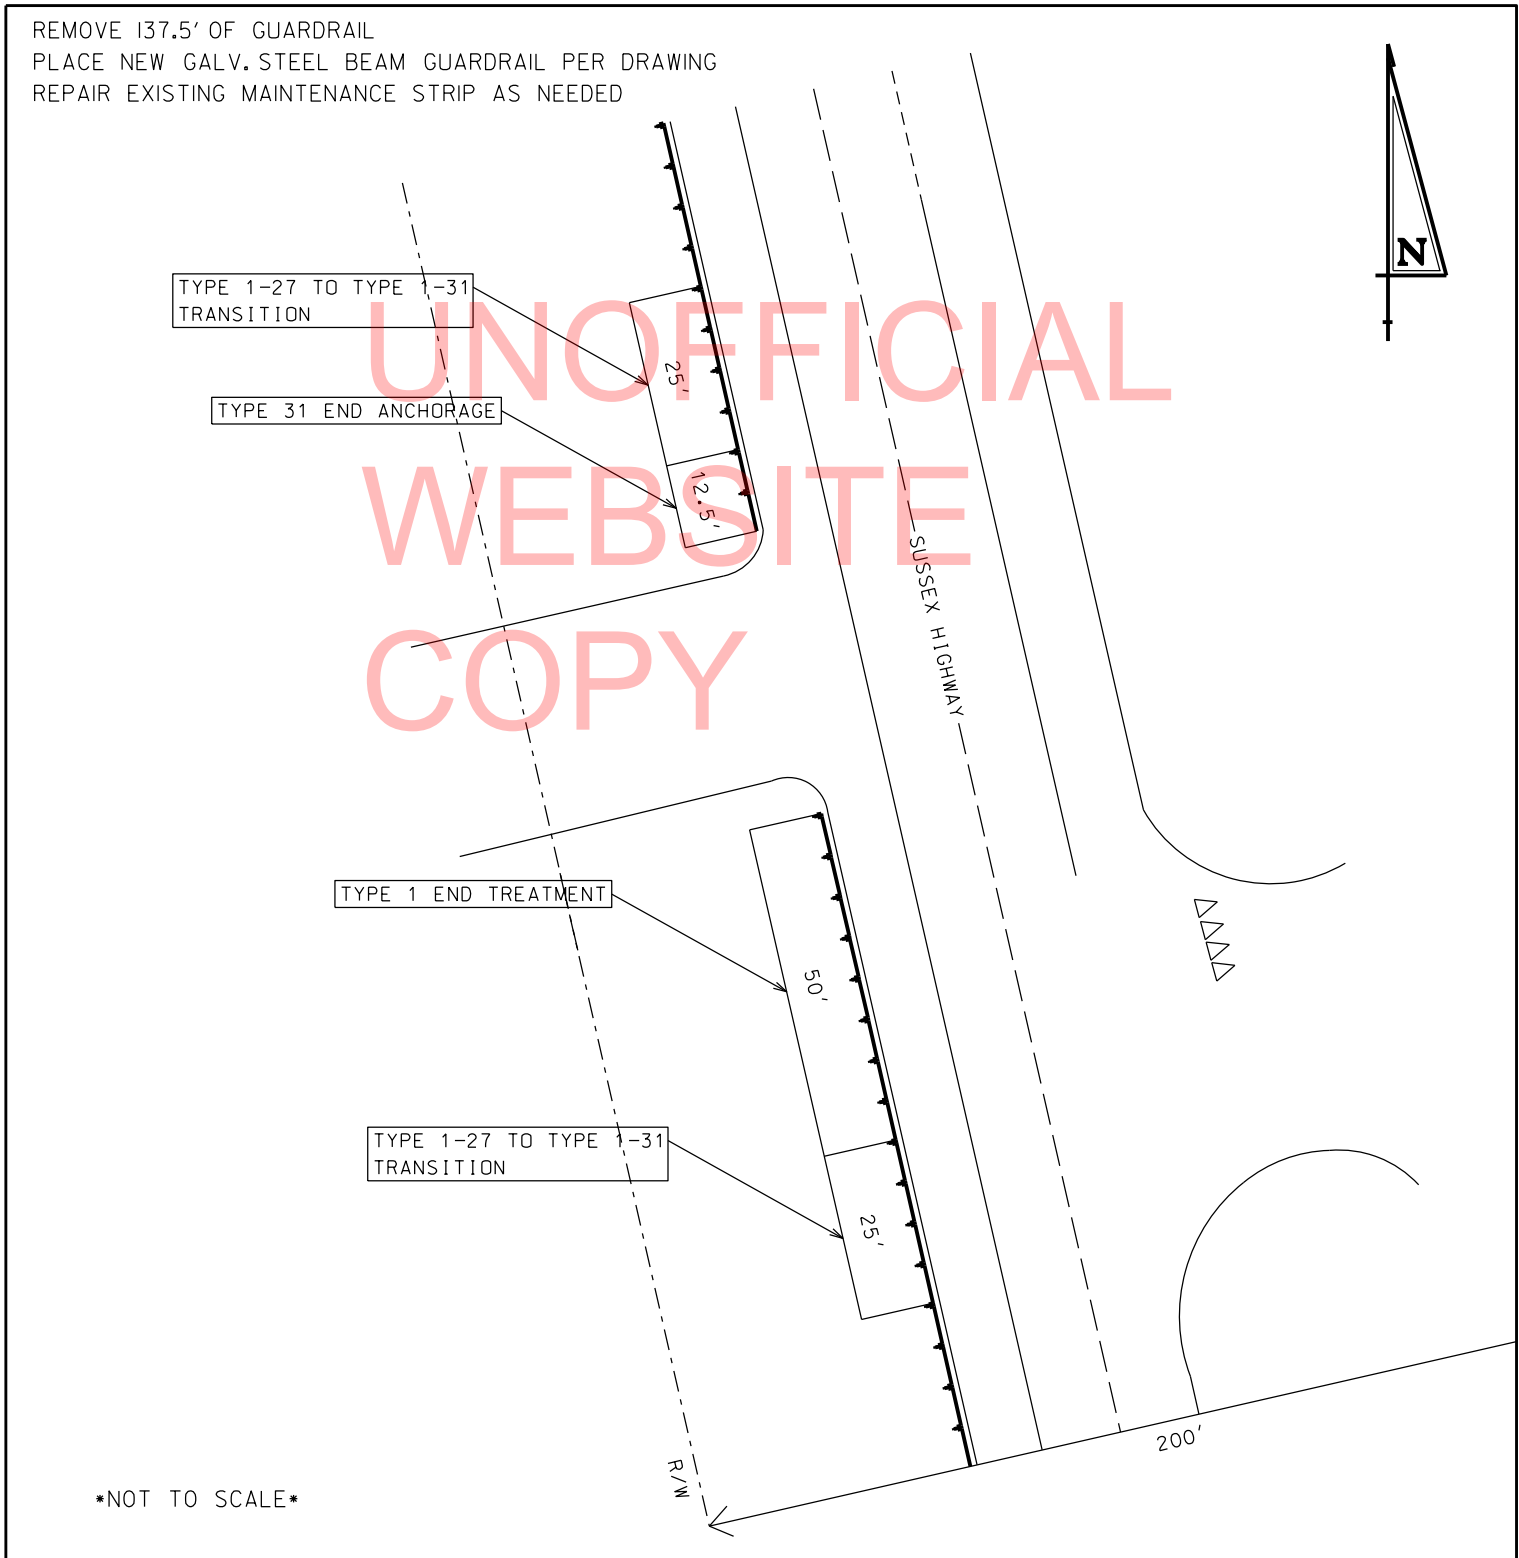 REMOVE 137.5' OF GUARDRAIL
PLACE NEW GALV. STEEL BEAM GUARDRAIL PER DRAWING
REPAIR EXISTING MAINTENANCE STRIP AS NEEDED
N
TYPE 1-27 TO TYPE 1-31
TRANSITION
25'
TYPE 31 END ANCHORAGE
12.5'
UNOFFICIAL
WEBSITE
COPY
SUSSEX HIGHWAY
TYPE 1 END TREATMENT
50'
TYPE 1-27 TO TYPE 1-31
TRANSITION
25'
200'
R/W
*NOT TO SCALE*